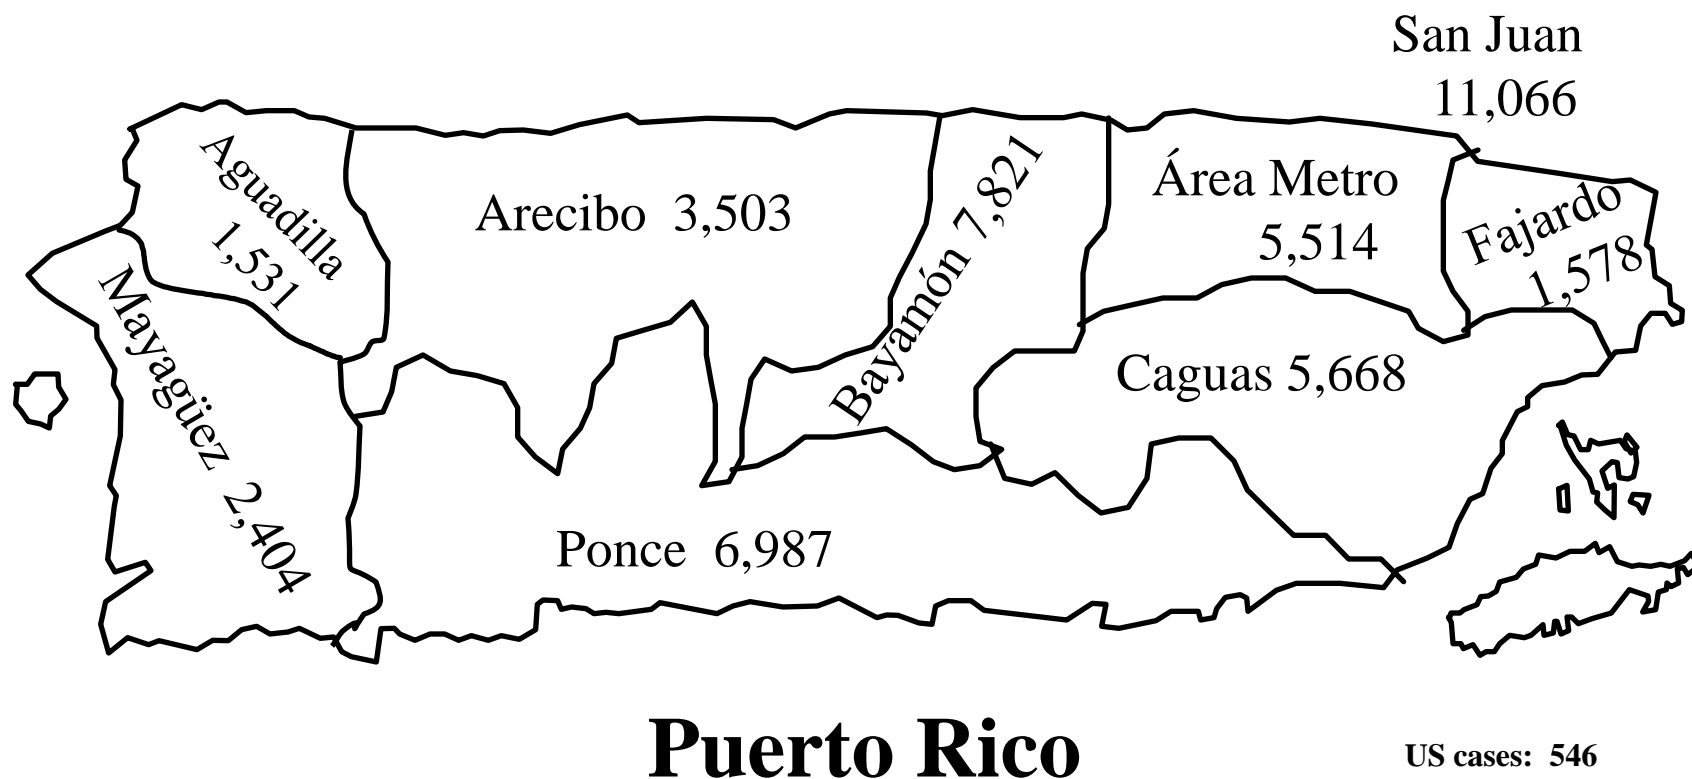 San Juan
11,066
Aguadilla
1,531
Arecibo 3,503
Bayamón 7,821
Área Metro
5,514
Fajardo
1,578
Mayagüez 2,404
Caguas 5,668
Ponce 6,987
Puerto Rico
US cases: 546